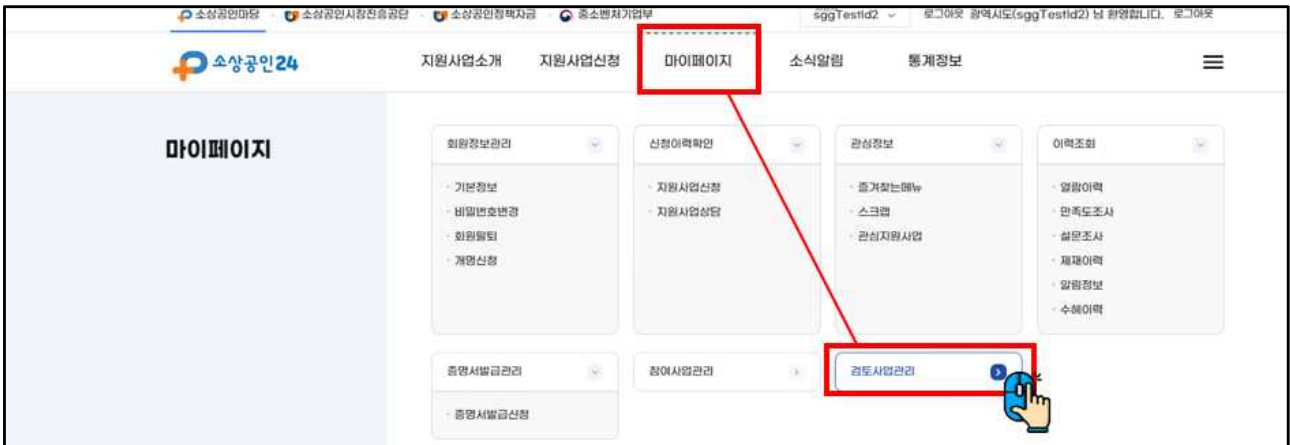 소상공인마당 소상공인시장진흥공단 소상공인정책자금 중소벤처기업부 sggTestId2 로그아웃 광역시도(sggTestId2) 님 환영합니다. 로그아웃
소상공인24 지원사업소개 지원사업신청 마이페이지 소식알림 통계정보
마이페이지
회원정보관리 신청이력확인 관심정보 이력조회
· 기본정보 · 지원사업신청 · 즐겨찾는메뉴 · 열람이력
· 비밀번호변경 · 지원사업상담 · 스크랩 · 만족도조사
· 회원탈퇴 · 관심지원사업 · 설문조사
· 개명신청 · 제재이력
· 알림정보
· 수혜이력
증명서발급관리 참여사업관리 검토사업관리
· 증명서발급신청